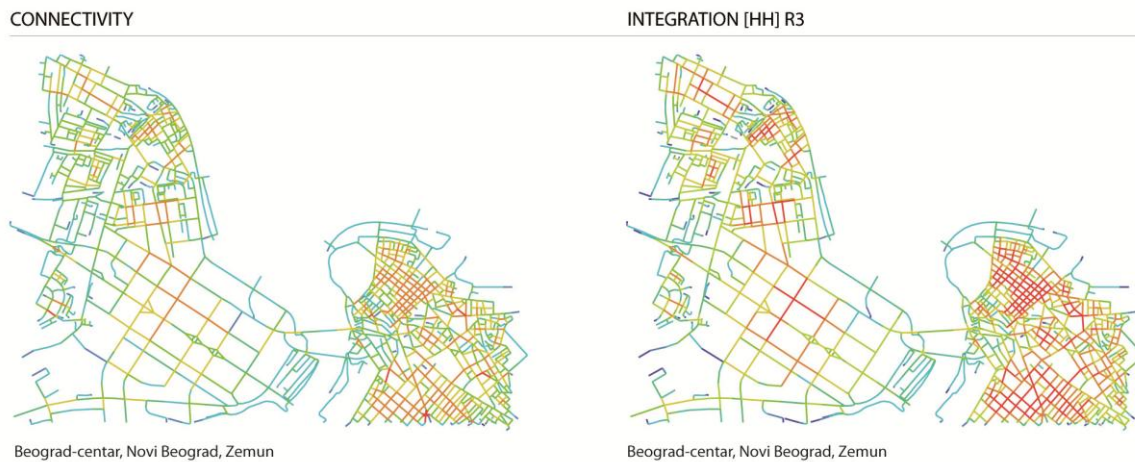 CONNECTIVITY
INTEGRATION [HH] R3
Beograd-centar, Novi Beograd, Zemun
Beograd-centar, Novi Beograd, Zemun